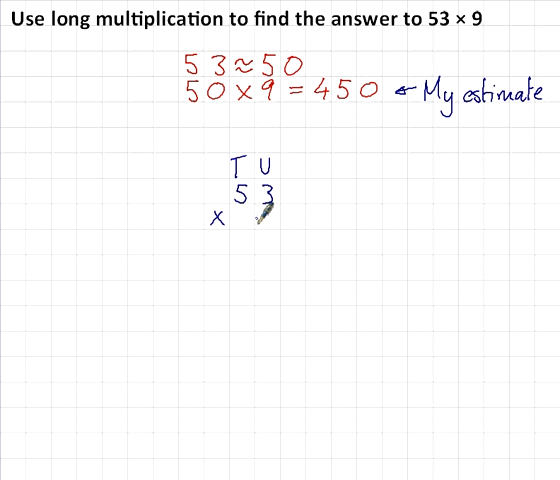 Use long multiplication to find the answer to 53 × 9
53≈50
50×9=450 ← My estimate
T U
5 3
×